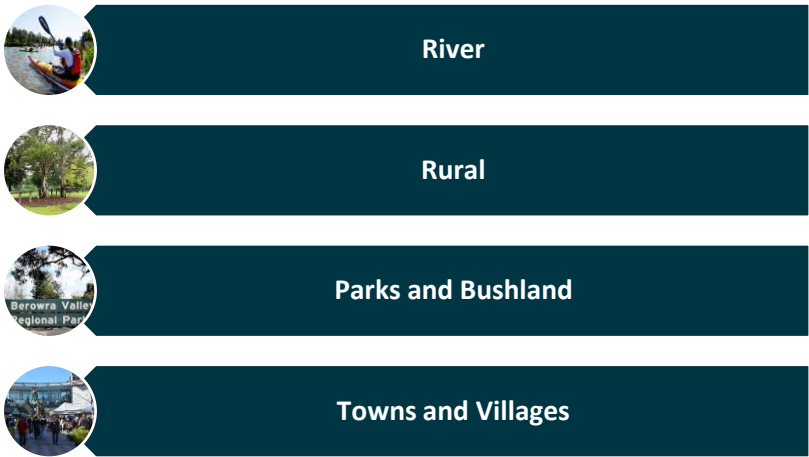 River
Rural
Berowra Valley
Regional Park
Parks and Bushland
Towns and Villages